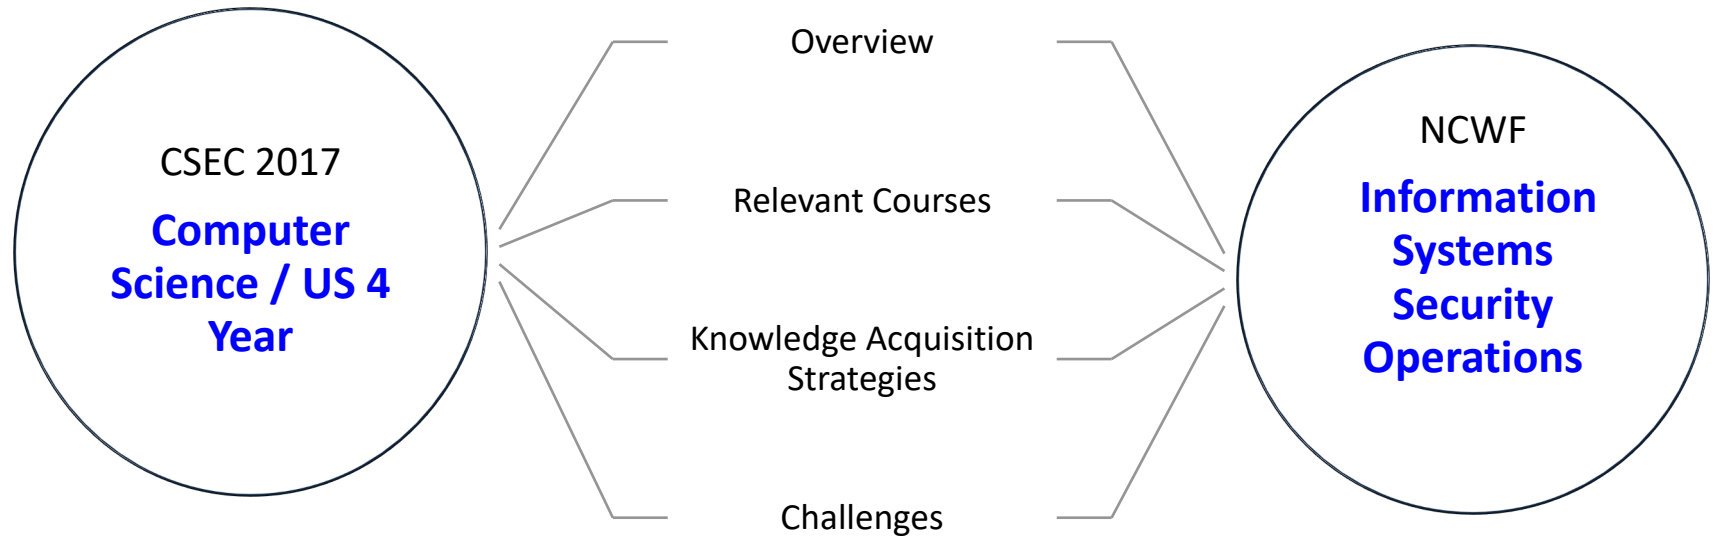 CSEC 2017
Computer
Science / US 4
Year
Overview
Relevant Courses
Knowledge Acquisition
Strategies
Challenges
NCWF
Information
Systems
Security
Operations